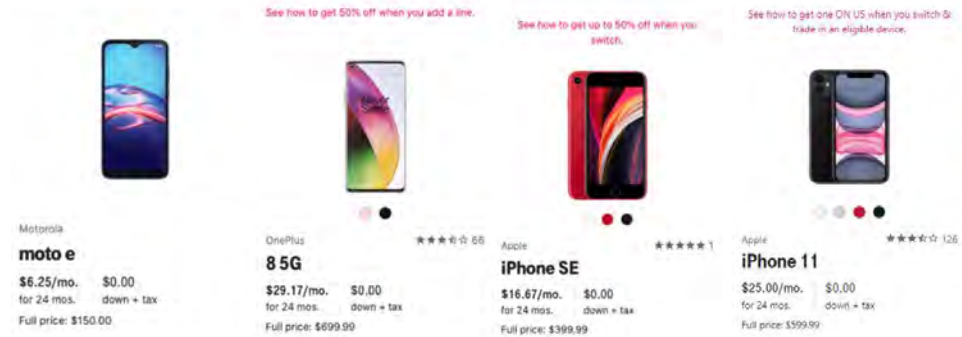 See how to get 50% off when you add a line.
See how to get up to 50% off when you
switch.
See how to get one ON US when you switch &
trade in an eligible device.
Motorola
moto e
$6.25/mo.
for 24 mos.
$0.00
down + tax
Full price: $150.00
OnePlus
66
8 5G
$29.17/mo.
for 24 mos.
$0.00
down + tax
Full price: $699.99
Apple
1
iPhone SE
$16.67/mo.
for 24 mos.
$0.00
down + tax
Full price: $399.99
Apple
126
iPhone 11
$25.00/mo.
for 24 mos.
$0.00
down + tax
Full price: $599.99